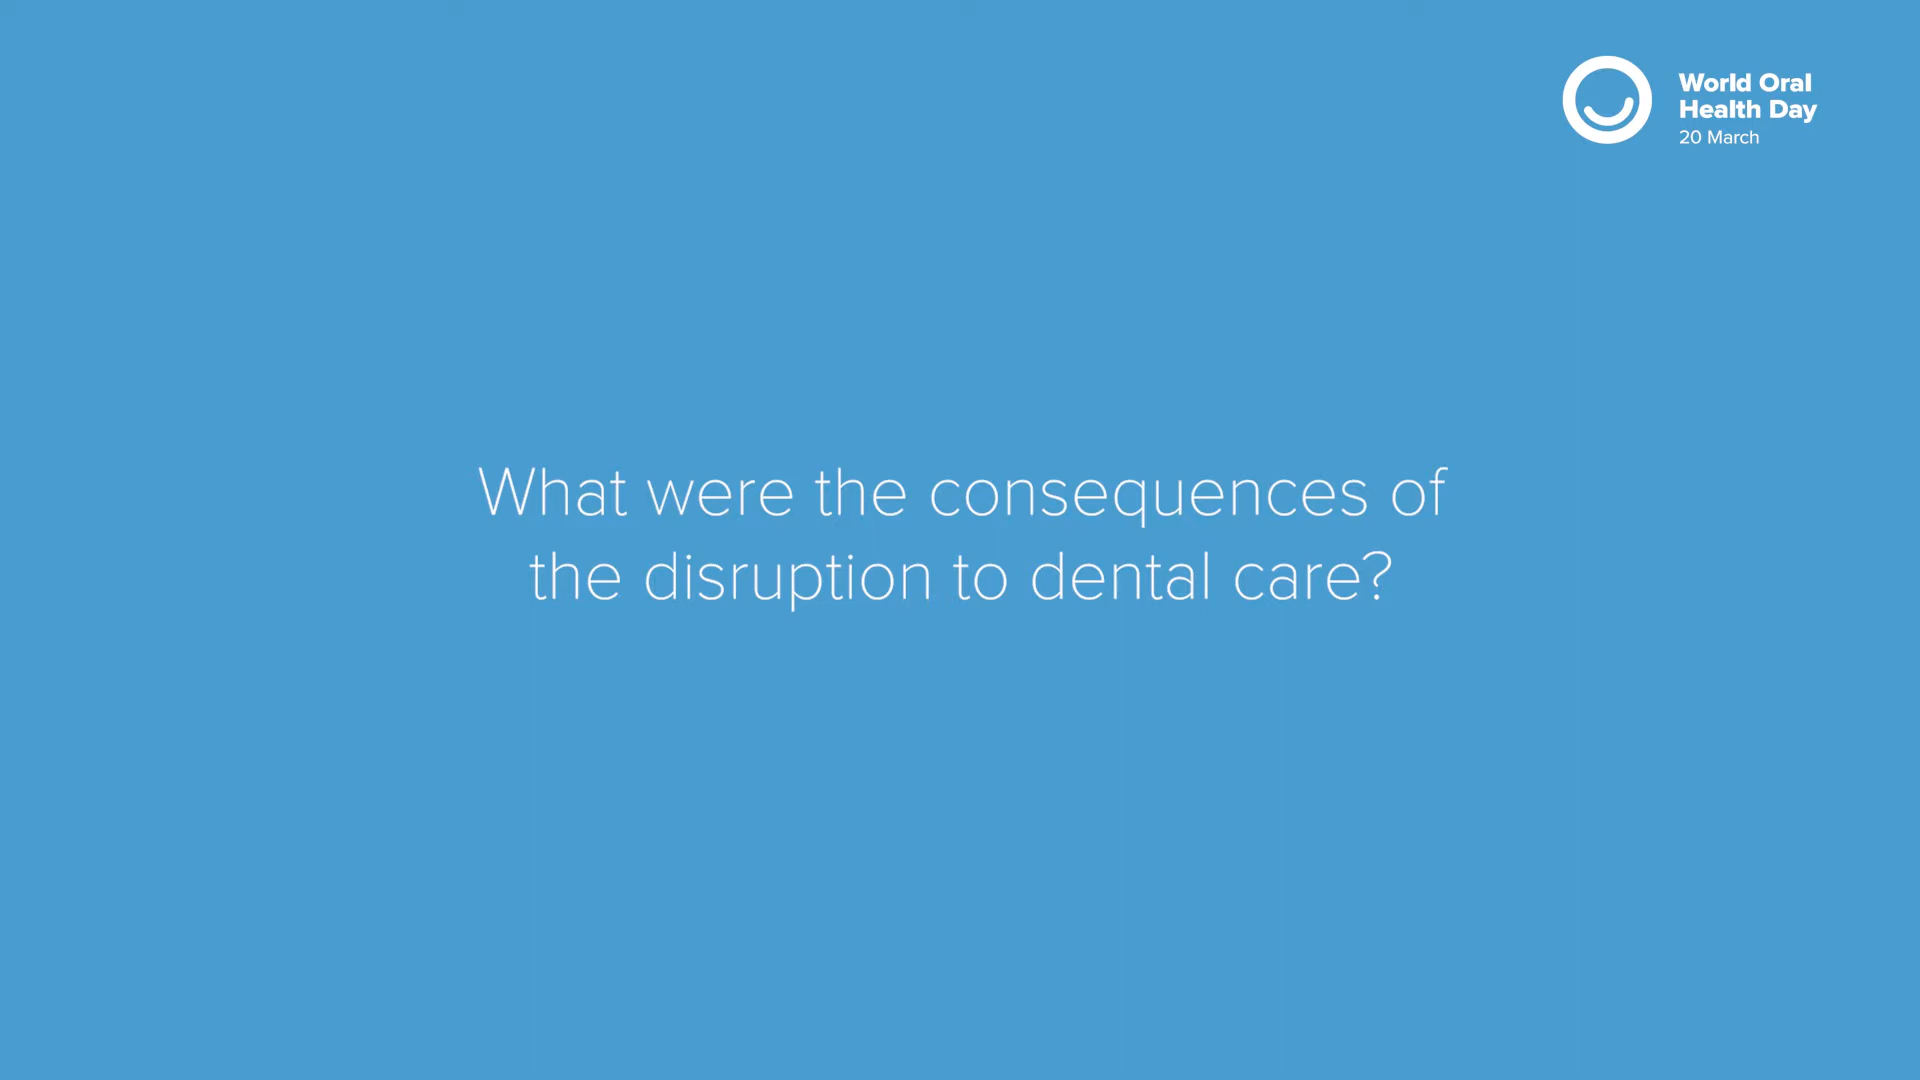 World Oral
Health Day
20 March
What were the consequences of
the disruption to dental care?